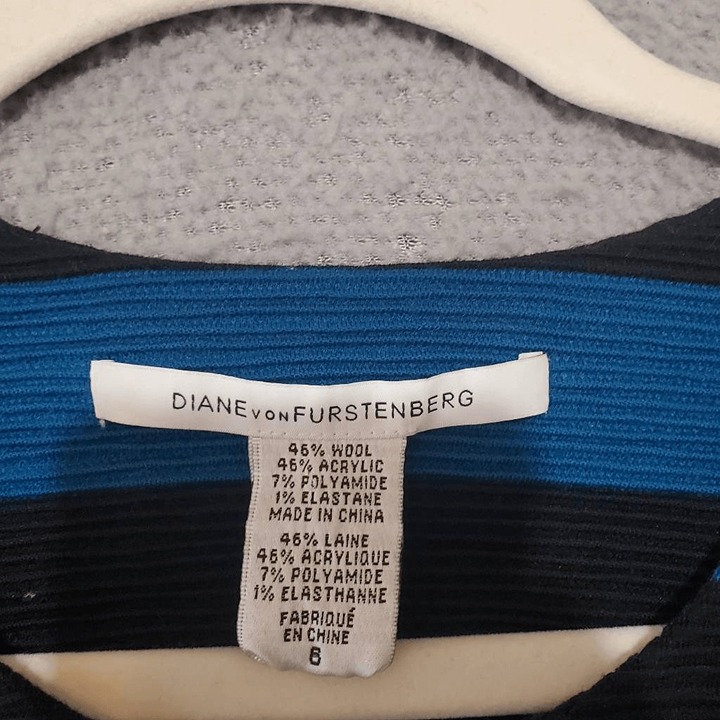 DIANE VON FURSTENBERG
46% WOOL
46% ACRYLIC
7% POLYAMIDE
1% ELASTANE
MADE IN CHINA
46% LAINE
46% ACRYLIQUE
7% POLYAMIDE
1% ELASTHANNE
FABRIQUÉ
EN CHINE
6